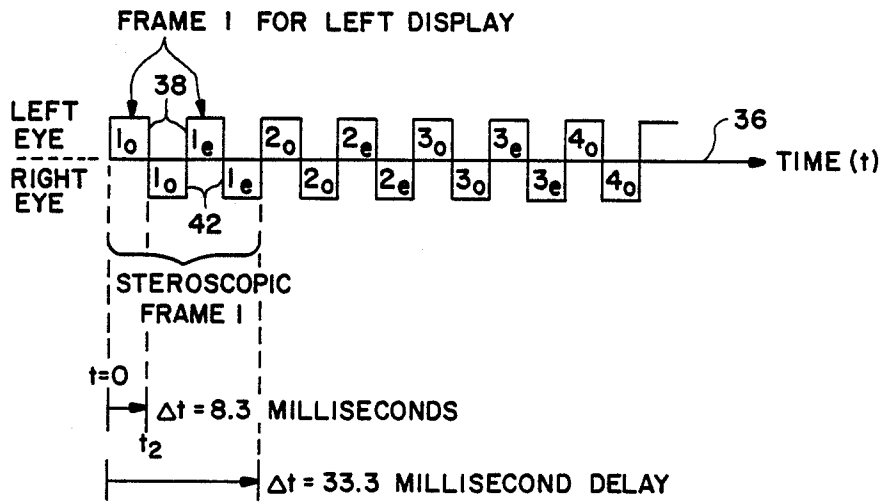 FRAME 1 FOR LEFT DISPLAY
38
LEFT EYE
1o 1e 2o 2e 3o 3e 4o
36
TIME (t)
RIGHT EYE
1o 1e 2o 2e 3o 3e 4o
42
STEROSCOPIC
FRAME 1
t=0
Δt = 8.3 MILLISECONDS
t2
Δt = 33.3 MILLISECOND DELAY